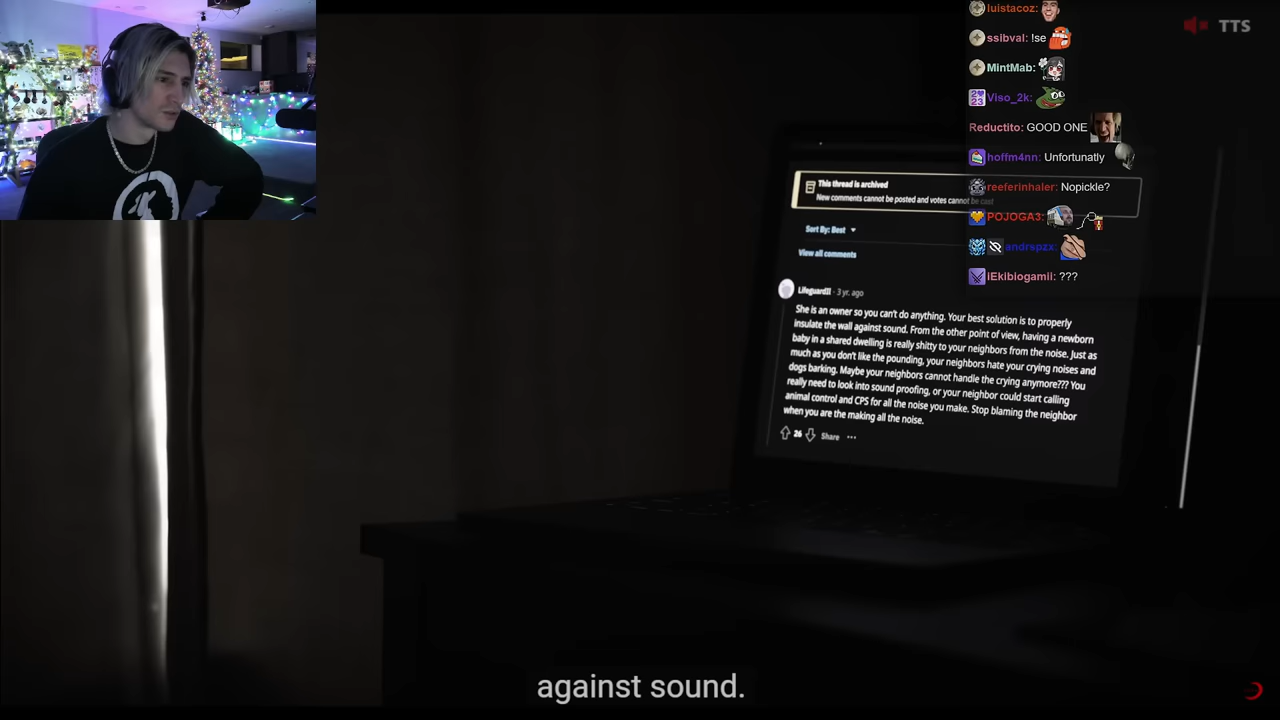 luistacoz:
ssibval: !se
MintMab:
Viso_2k:
Reductito: GOOD ONE
hoffm4nn: Unfortunatly
reeferinhaler: Nopickle?
POJOGA3:
andrspzx:
iEkibiogamii: ???
TTS
This thread is archived
New comments cannot be posted and votes cannot be cast
Sort By: Best
View all comments
LifeguardII · 3 yr. ago
She is an owner so you can't do anything. Your best solution is to properly
insulate the wall against sound. From the other point of view, having a newborn
baby in a shared dwelling is really shitty to your neighbors from the noise. Just as
much as you don't like the pounding, your neighbors hate your crying noises and
dogs barking. Maybe your neighbors cannot handle the crying anymore??? You
really need to look into sound proofing, or your neighbor could start calling
animal control and CPS for all the noise you make. Stop blaming the neighbor
when you are the making all the noise.
26 Share ···
against sound.